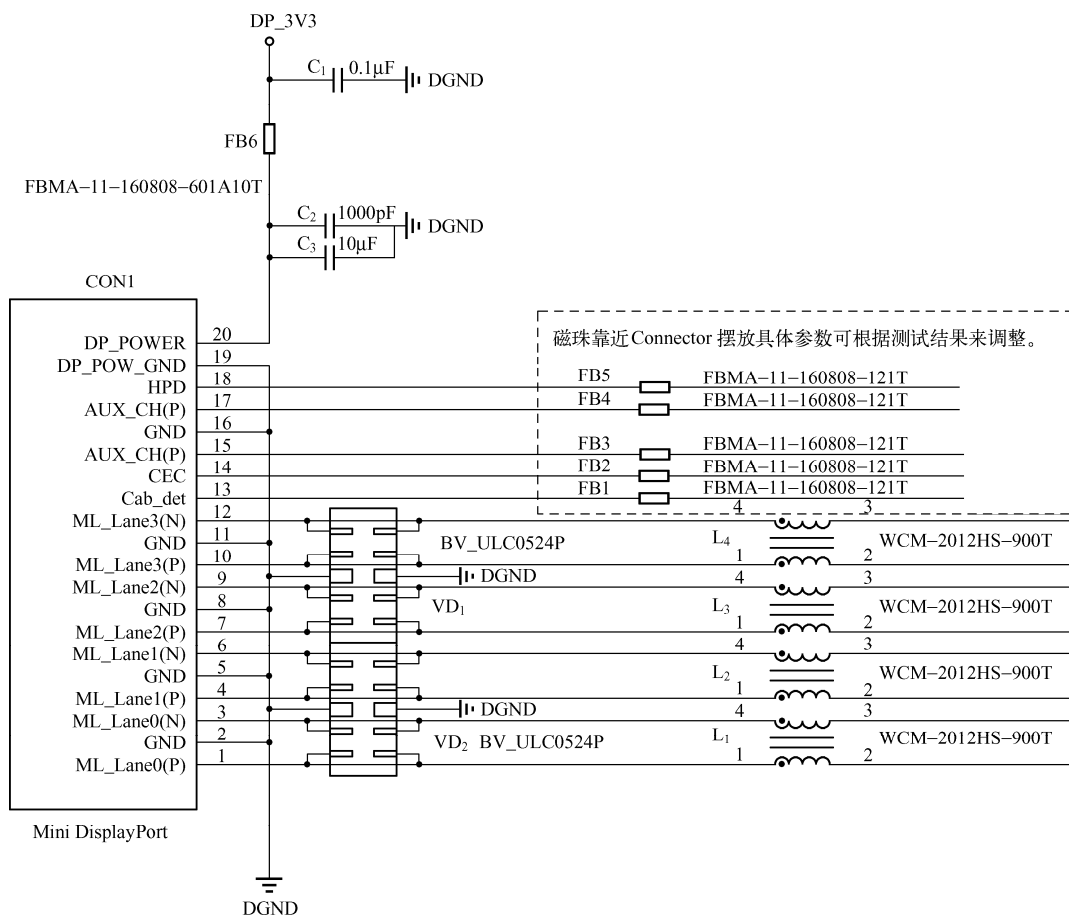 DP_3V3
C1 0.1μF DGND
FB6
FBMA-11-160808-601A10T
C2 1000pF DGND
C3 10μF
CON1
磁珠靠近Connector 摆放具体参数可根据测试结果来调整。
DP_POWER 20
DP_POW_GND 19
HPD 18 FB5 FBMA-11-160808-121T
AUX_CH(P) 17 FB4 FBMA-11-160808-121T
GND 16
AUX_CH(P) 15 FB3 FBMA-11-160808-121T
CEC 14 FB2 FBMA-11-160808-121T
Cab_det 13 FB1 FBMA-11-160808-121T
ML_Lane3(N) 12 4 3
GND 11 BV_ULC0524P L4 WCM-2012HS-900T
ML_Lane3(P) 10 1 2
DGND
ML_Lane2(N) 9 4 3
GND 8 VD1 L3 WCM-2012HS-900T
ML_Lane2(P) 7 1 2
ML_Lane1(N) 6 4 3
GND 5 L2 WCM-2012HS-900T
ML_Lane1(P) 4 1 2
DGND
ML_Lane0(N) 3 4 3
GND 2 VD2 BV_ULC0524P L1 WCM-2012HS-900T
ML_Lane0(P) 1 1 2
Mini DisplayPort
DGND